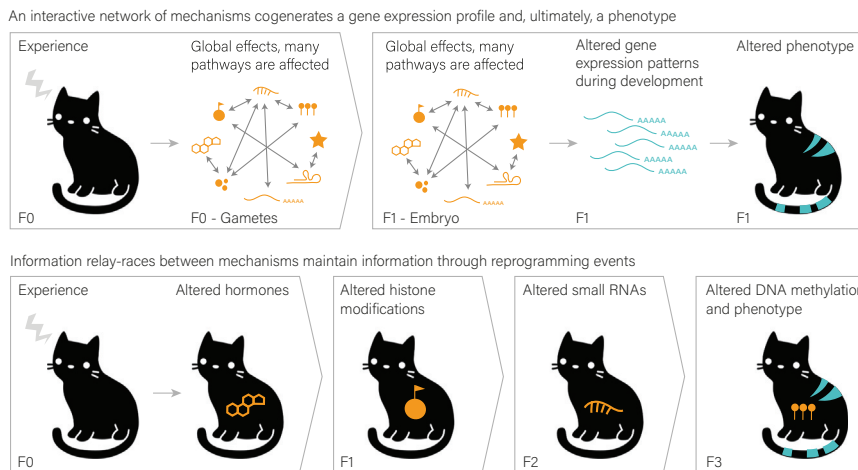 An interactive network of mechanisms cogenerates a gene expression profile and, ultimately, a phenotype
Experience
Global effects, many
pathways are affected
Global effects, many
pathways are affected
Altered gene
expression patterns
during development
Altered phenotype
AAAAA
AAAAA
AAAAA
AAAAA
AAAAA
AAAAA
AAAAA
F0
F0 - Gametes
F1 - Embryo
F1
F1
Information relay-races between mechanisms maintain information through reprogramming events
Experience
Altered hormones
Altered histone
modifications
Altered small RNAs
Altered DNA methylation
and phenotype
F0
F1
F2
F3